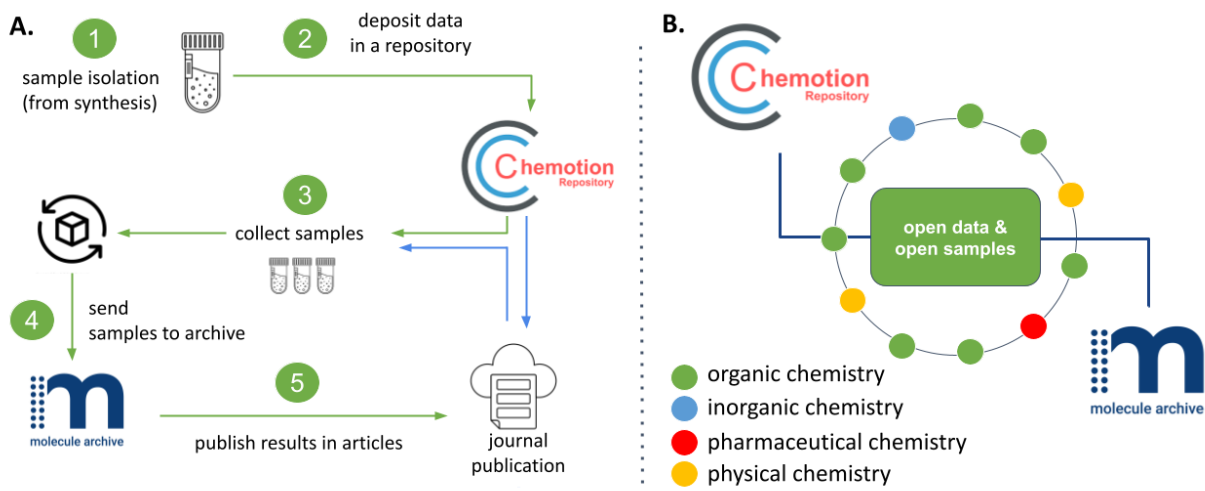 A.
1
sample isolation
(from synthesis)
2
deposit data
in a repository
Chemotion
Repository
3
collect samples
4
send
samples to archive
m
molecule archive
5
publish results in articles
journal
publication
B.
Chemotion
Repository
open data &
open samples
m
molecule archive
organic chemistry
inorganic chemistry
pharmaceutical chemistry
physical chemistry